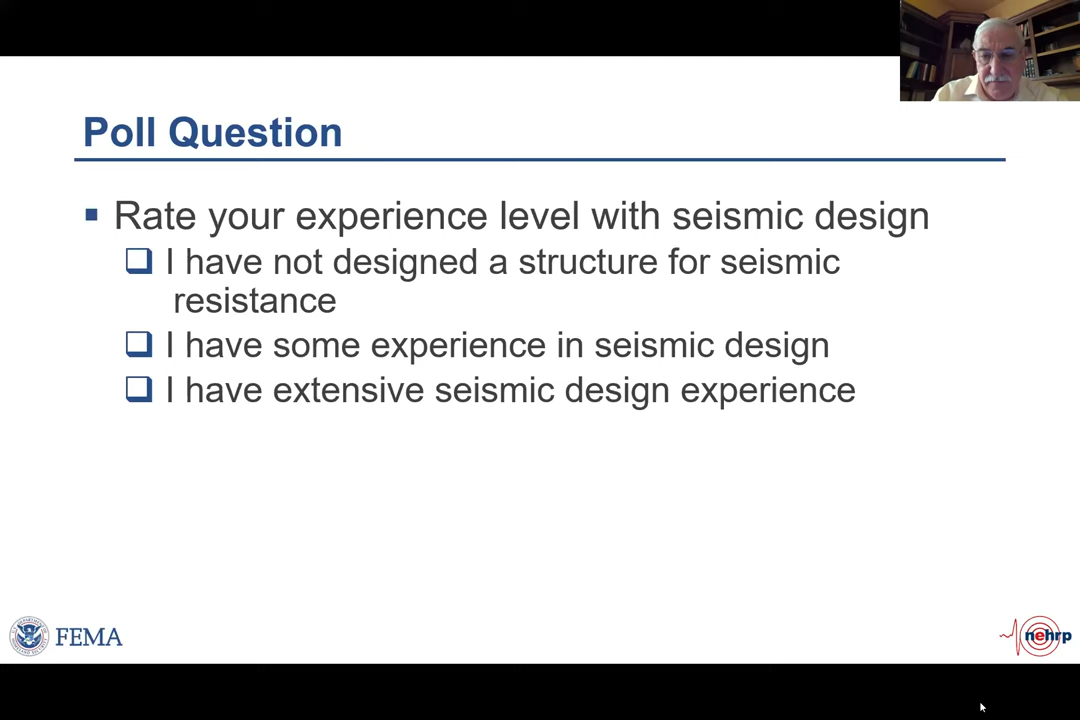 Poll Question
Rate your experience level with seismic design
I have not designed a structure for seismic
resistance
I have some experience in seismic design
I have extensive seismic design experience
FEMA
nehrp